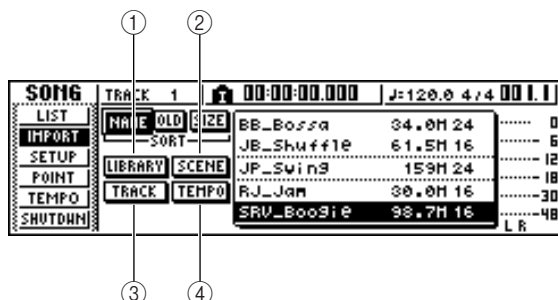 ① ②
SONG TRACK 1 00:00:00.000 ♩=120.0 4/4 001.1
LIST NAME OLD SIZE
SORT
IMPORT
SETUP
POINT
TEMPO
SHUTDWN
LIBRARY SCENE
TRACK TEMPO
BB_Bossa 34.0M 24
JB_Shuffle 61.5M 16
JP_Swing 159M 24
RJ_Jam 30.0M 16
SRV_Boogie 98.7M 16
0
6
12
18
30
48
L R
③ ④